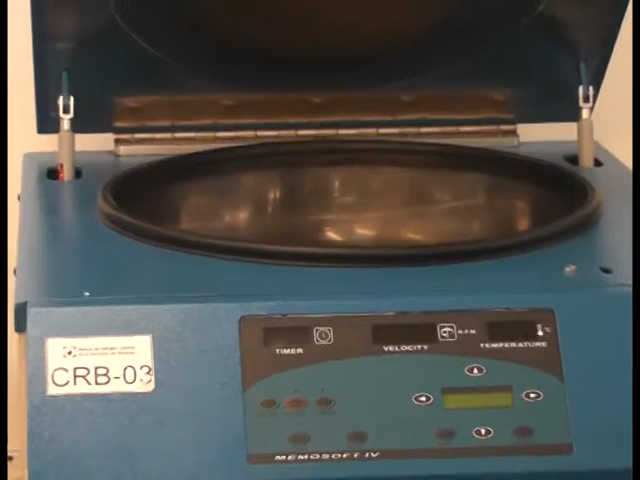 CRB-03
TIMER
VELOCITY
R.P.M.
TEMPERATURE
°C
MEMOSOFT IV